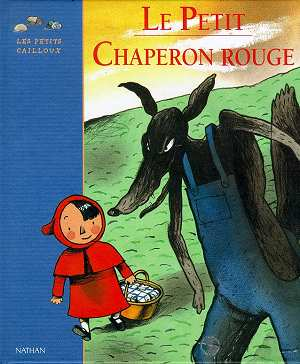 LES PETITS
CAILLOUX
LE PETIT
CHAPERON ROUGE
NATHAN